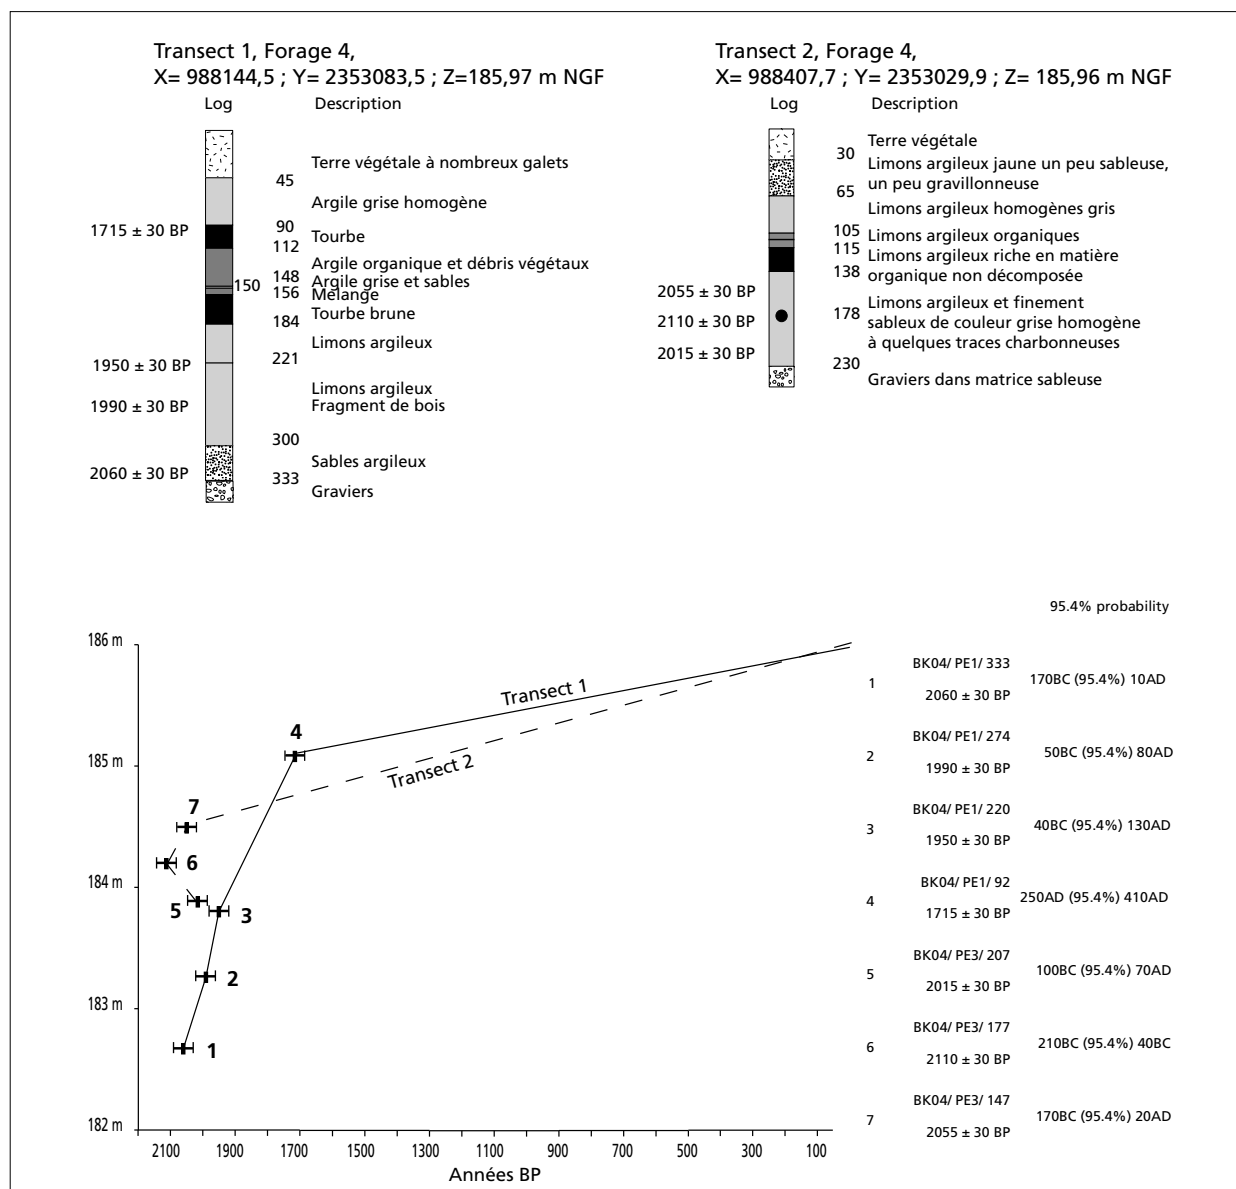 Transect 1, Forage 4,
X= 988144,5 ; Y= 2353083,5 ; Z=185,97 m NGF
Log Description
Terre végétale à nombreux galets
45
Argile grise homogène
1715 ± 30 BP
90
Tourbe
112
Argile organique et débris végétaux
148
Argile grise et sables
150
156
Mélange
Tourbe brune
184
Limons argileux
221
1950 ± 30 BP
Limons argileux
1990 ± 30 BP
Fragment de bois
300
Sables argileux
2060 ± 30 BP
333
Graviers
Transect 2, Forage 4,
X= 988407,7 ; Y= 2353029,9 ; Z= 185,96 m NGF
Log Description
Terre végétale
30
Limons argileux jaune un peu sableuse,
un peu gravillonneuse
65
Limons argileux homogènes gris
105
Limons argileux organiques
115
Limons argileux riche en matière
organique non décomposée
138
2055 ± 30 BP
178
Limons argileux et finement
sableux de couleur grise homogène
à quelques traces charbonneuses
2110 ± 30 BP
2015 ± 30 BP
230
Graviers dans matrice sableuse
186 m
185 m
184 m
183 m
182 m
Transect 1
Transect 2
4
7
6
5
3
2
1
2100 1900 1700 1500 1300 1100 900 700 500 300 100
Années BP
95.4% probability
1 BK04/ PE1/ 333 170BC (95.4%) 10AD
2060 ± 30 BP
2 BK04/ PE1/ 274 50BC (95.4%) 80AD
1990 ± 30 BP
3 BK04/ PE1/ 220 40BC (95.4%) 130AD
1950 ± 30 BP
4 BK04/ PE1/ 92 250AD (95.4%) 410AD
1715 ± 30 BP
5 BK04/ PE3/ 207 100BC (95.4%) 70AD
2015 ± 30 BP
6 BK04/ PE3/ 177 210BC (95.4%) 40BC
2110 ± 30 BP
7 BK04/ PE3/ 147 170BC (95.4%) 20AD
2055 ± 30 BP